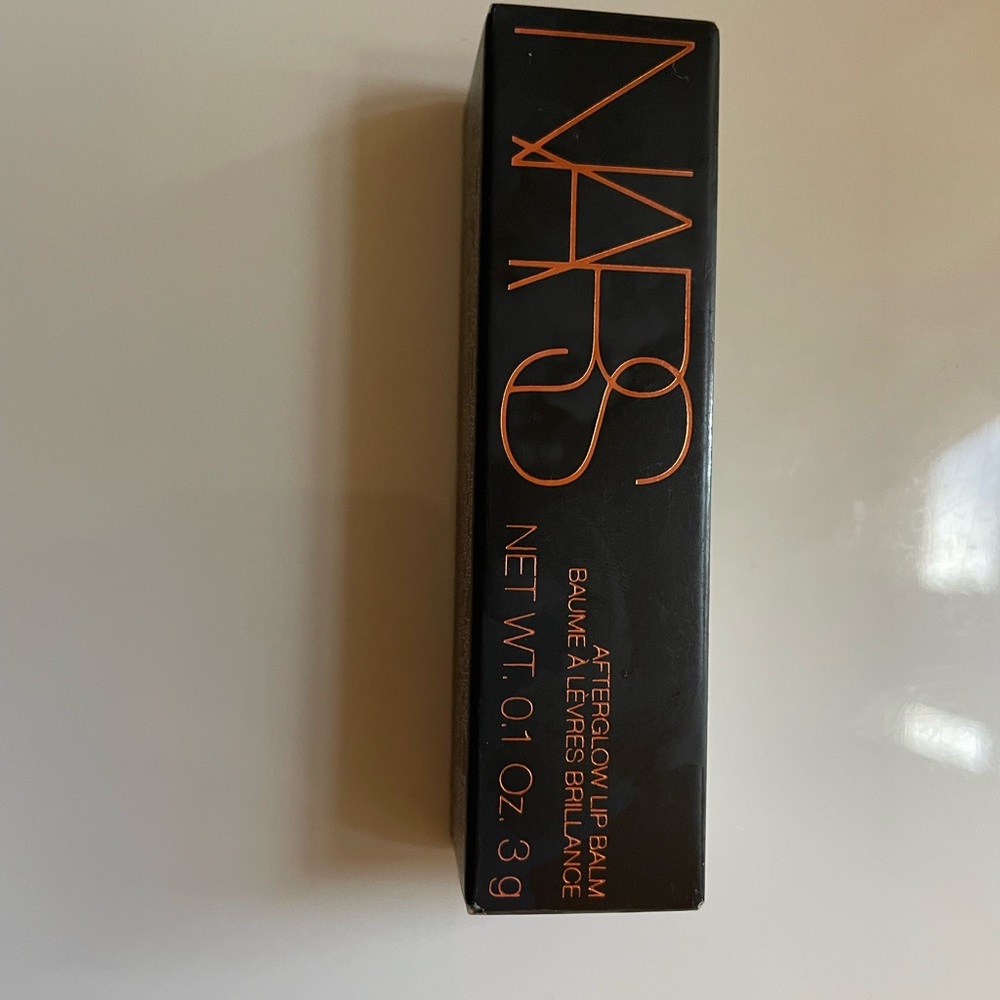 NARS
AFTERGLOW LIP BALM
BAUME À LÈVRES BRILLANCE
NET WT. 0.1 Oz. 3 g